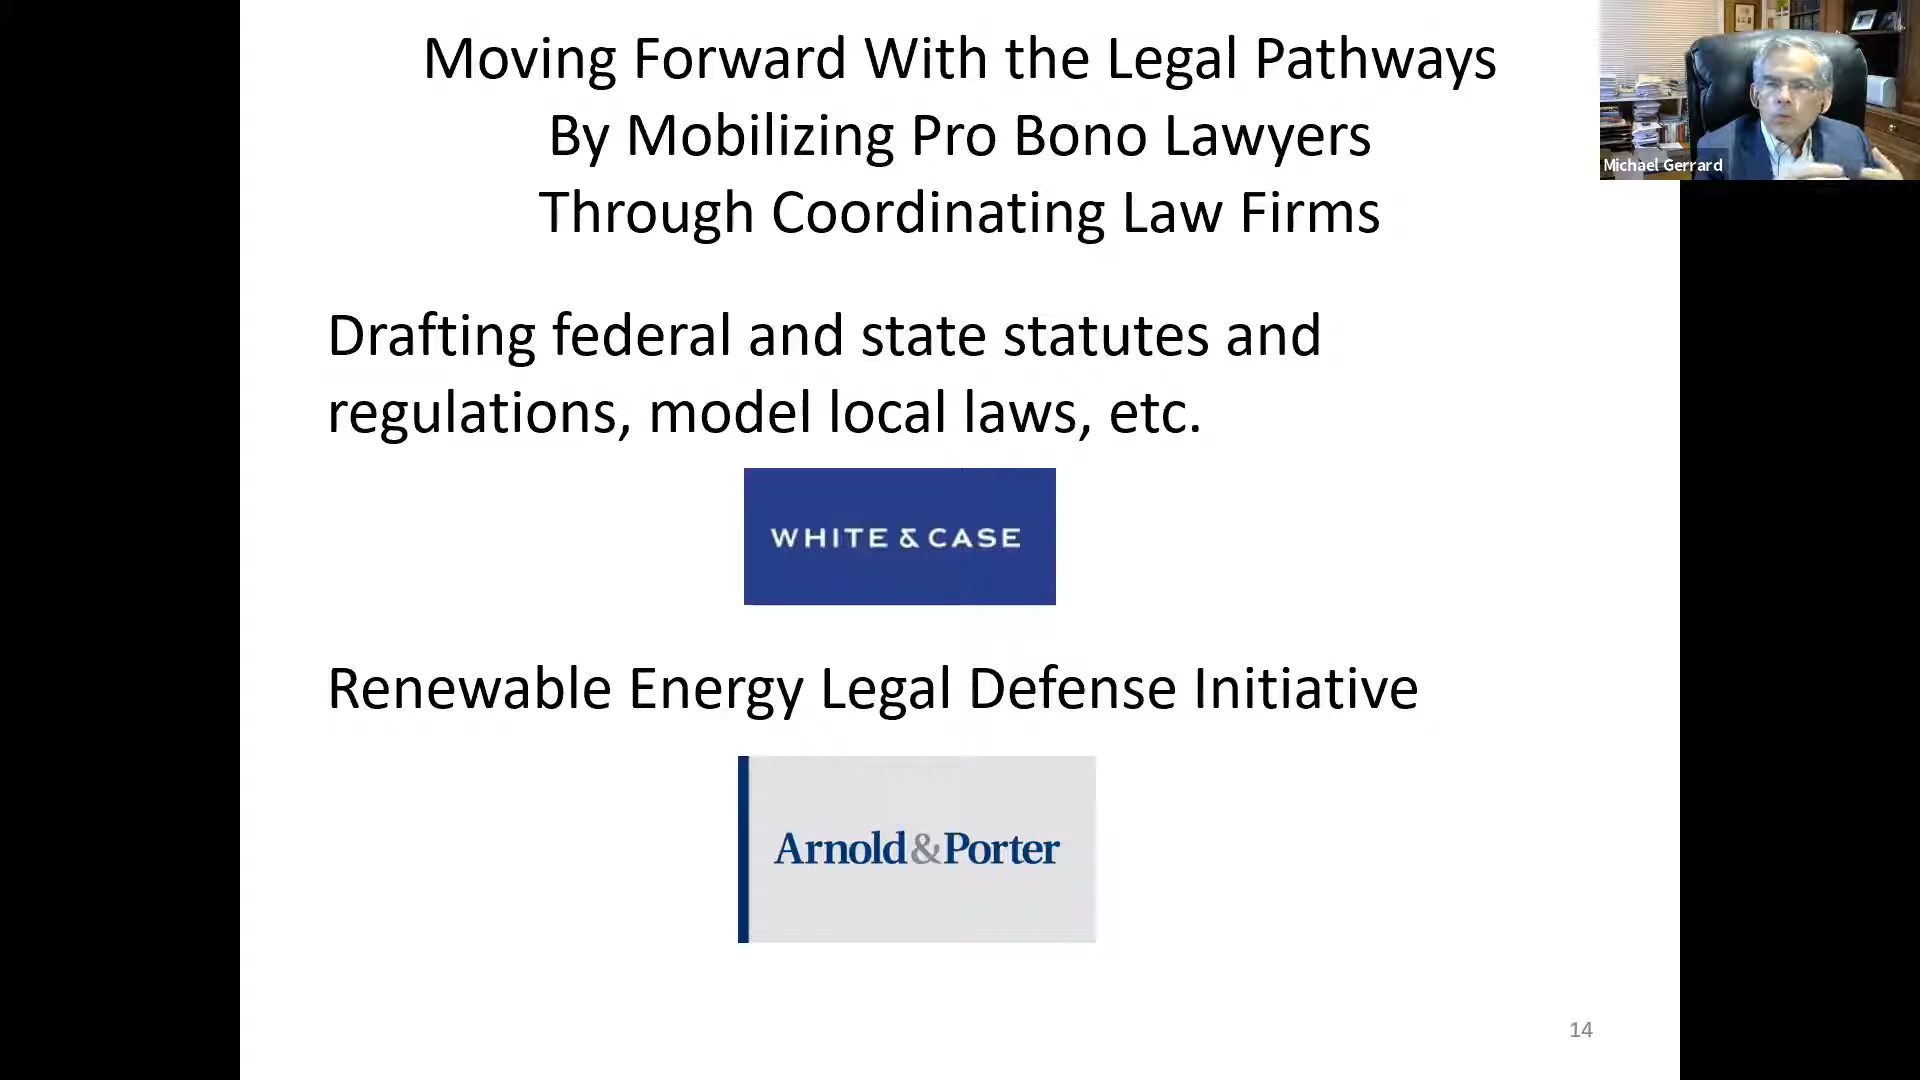 Moving Forward With the Legal Pathways
By Mobilizing Pro Bono Lawyers
Through Coordinating Law Firms
Michael Gerrard
Drafting federal and state statutes and
regulations, model local laws, etc.
WHITE & CASE
Renewable Energy Legal Defense Initiative
Arnold&Porter
14